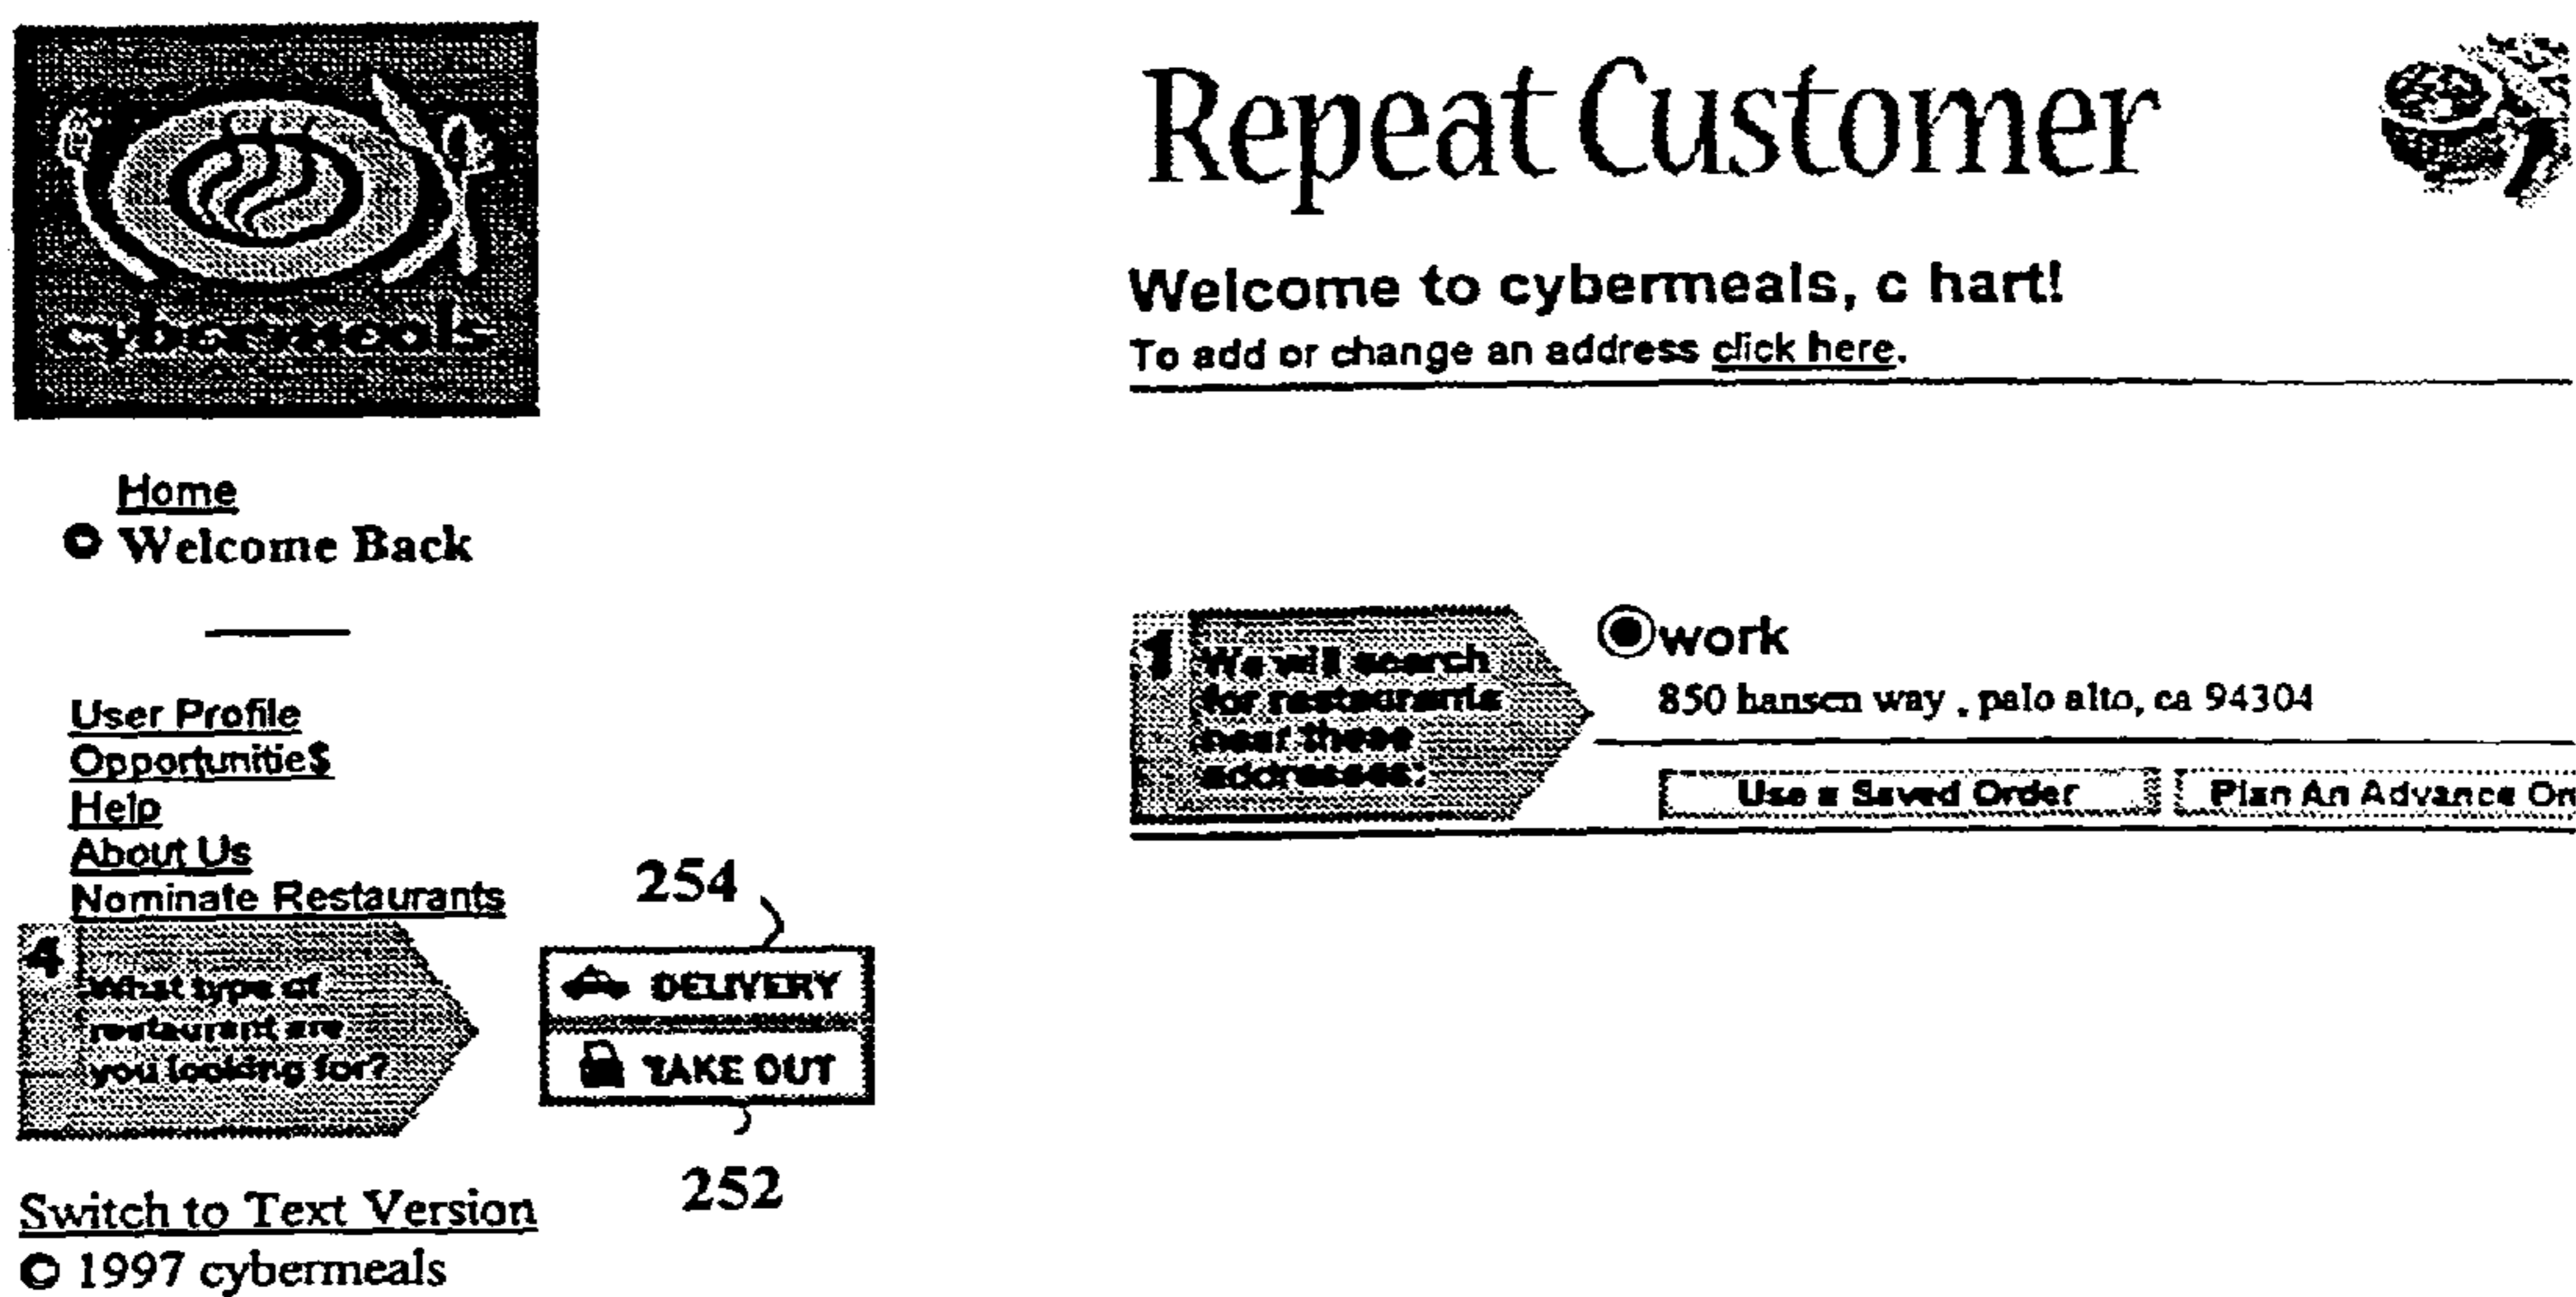 cybermeals
Repeat Customer
Welcome to cybermeals, c hart!
To add or change an address click here.
Home
Welcome Back
User Profile
Opportunitie$
Help
About Us
Nominate Restaurants
1 We will search
for restaurants
near these
addresses:
work
850 hansen way , palo alto, ca 94304
Use a Saved Order
Plan An Advance Or
254
4 What type of
restaurant are
you looking for?
DELIVERY
TAKE OUT
252
Switch to Text Version
© 1997 cybermeals